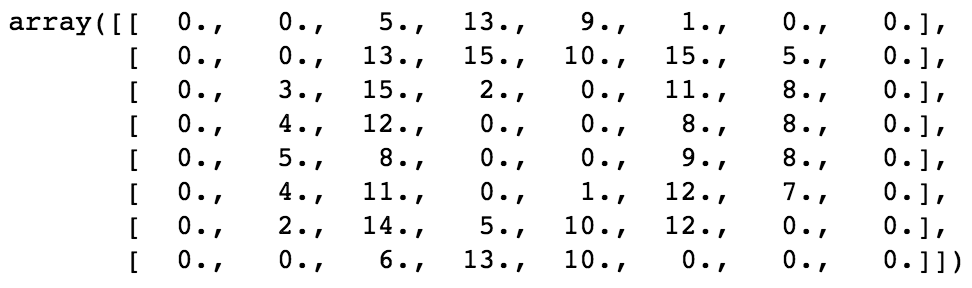 array([[ 0., 0., 5., 13., 9., 1., 0., 0.],
[ 0., 0., 13., 15., 10., 15., 5., 0.],
[ 0., 3., 15., 2., 0., 11., 8., 0.],
[ 0., 4., 12., 0., 0., 8., 8., 0.],
[ 0., 5., 8., 0., 0., 9., 8., 0.],
[ 0., 4., 11., 0., 1., 12., 7., 0.],
[ 0., 2., 14., 5., 10., 12., 0., 0.],
[ 0., 0., 6., 13., 10., 0., 0., 0.]])